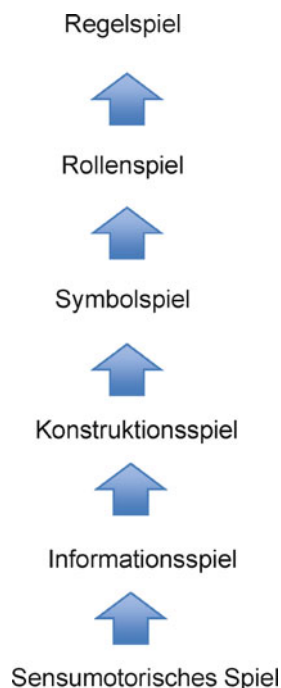 Regelspiel
Rollenspiel
Symbolspiel
Konstruktionsspiel
Informationsspiel
Sensumotorisches Spiel